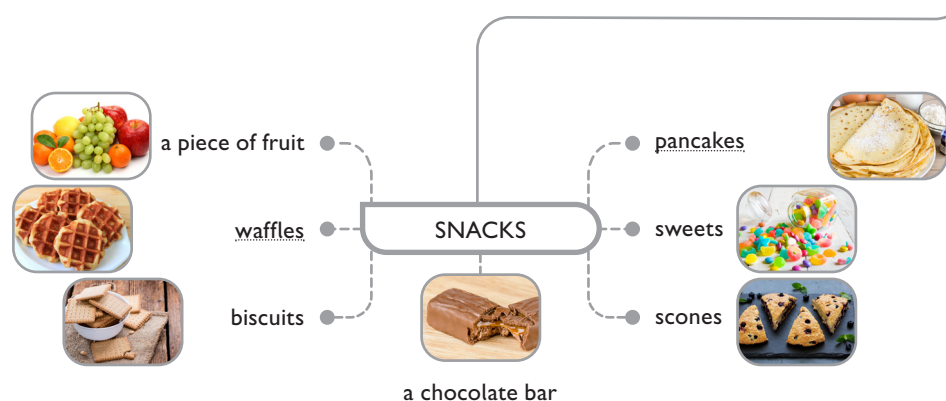 a piece of fruit
pancakes
waffles
SNACKS
sweets
biscuits
scones
a chocolate bar